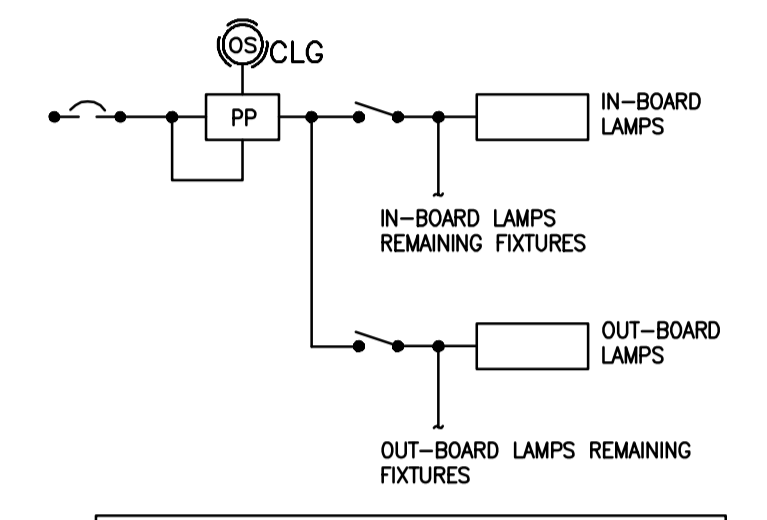 OS CLG
PP
IN-BOARD
LAMPS
IN-BOARD LAMPS
REMAINING FIXTURES
OUT-BOARD
LAMPS
OUT-BOARD LAMPS REMAINING
FIXTURES